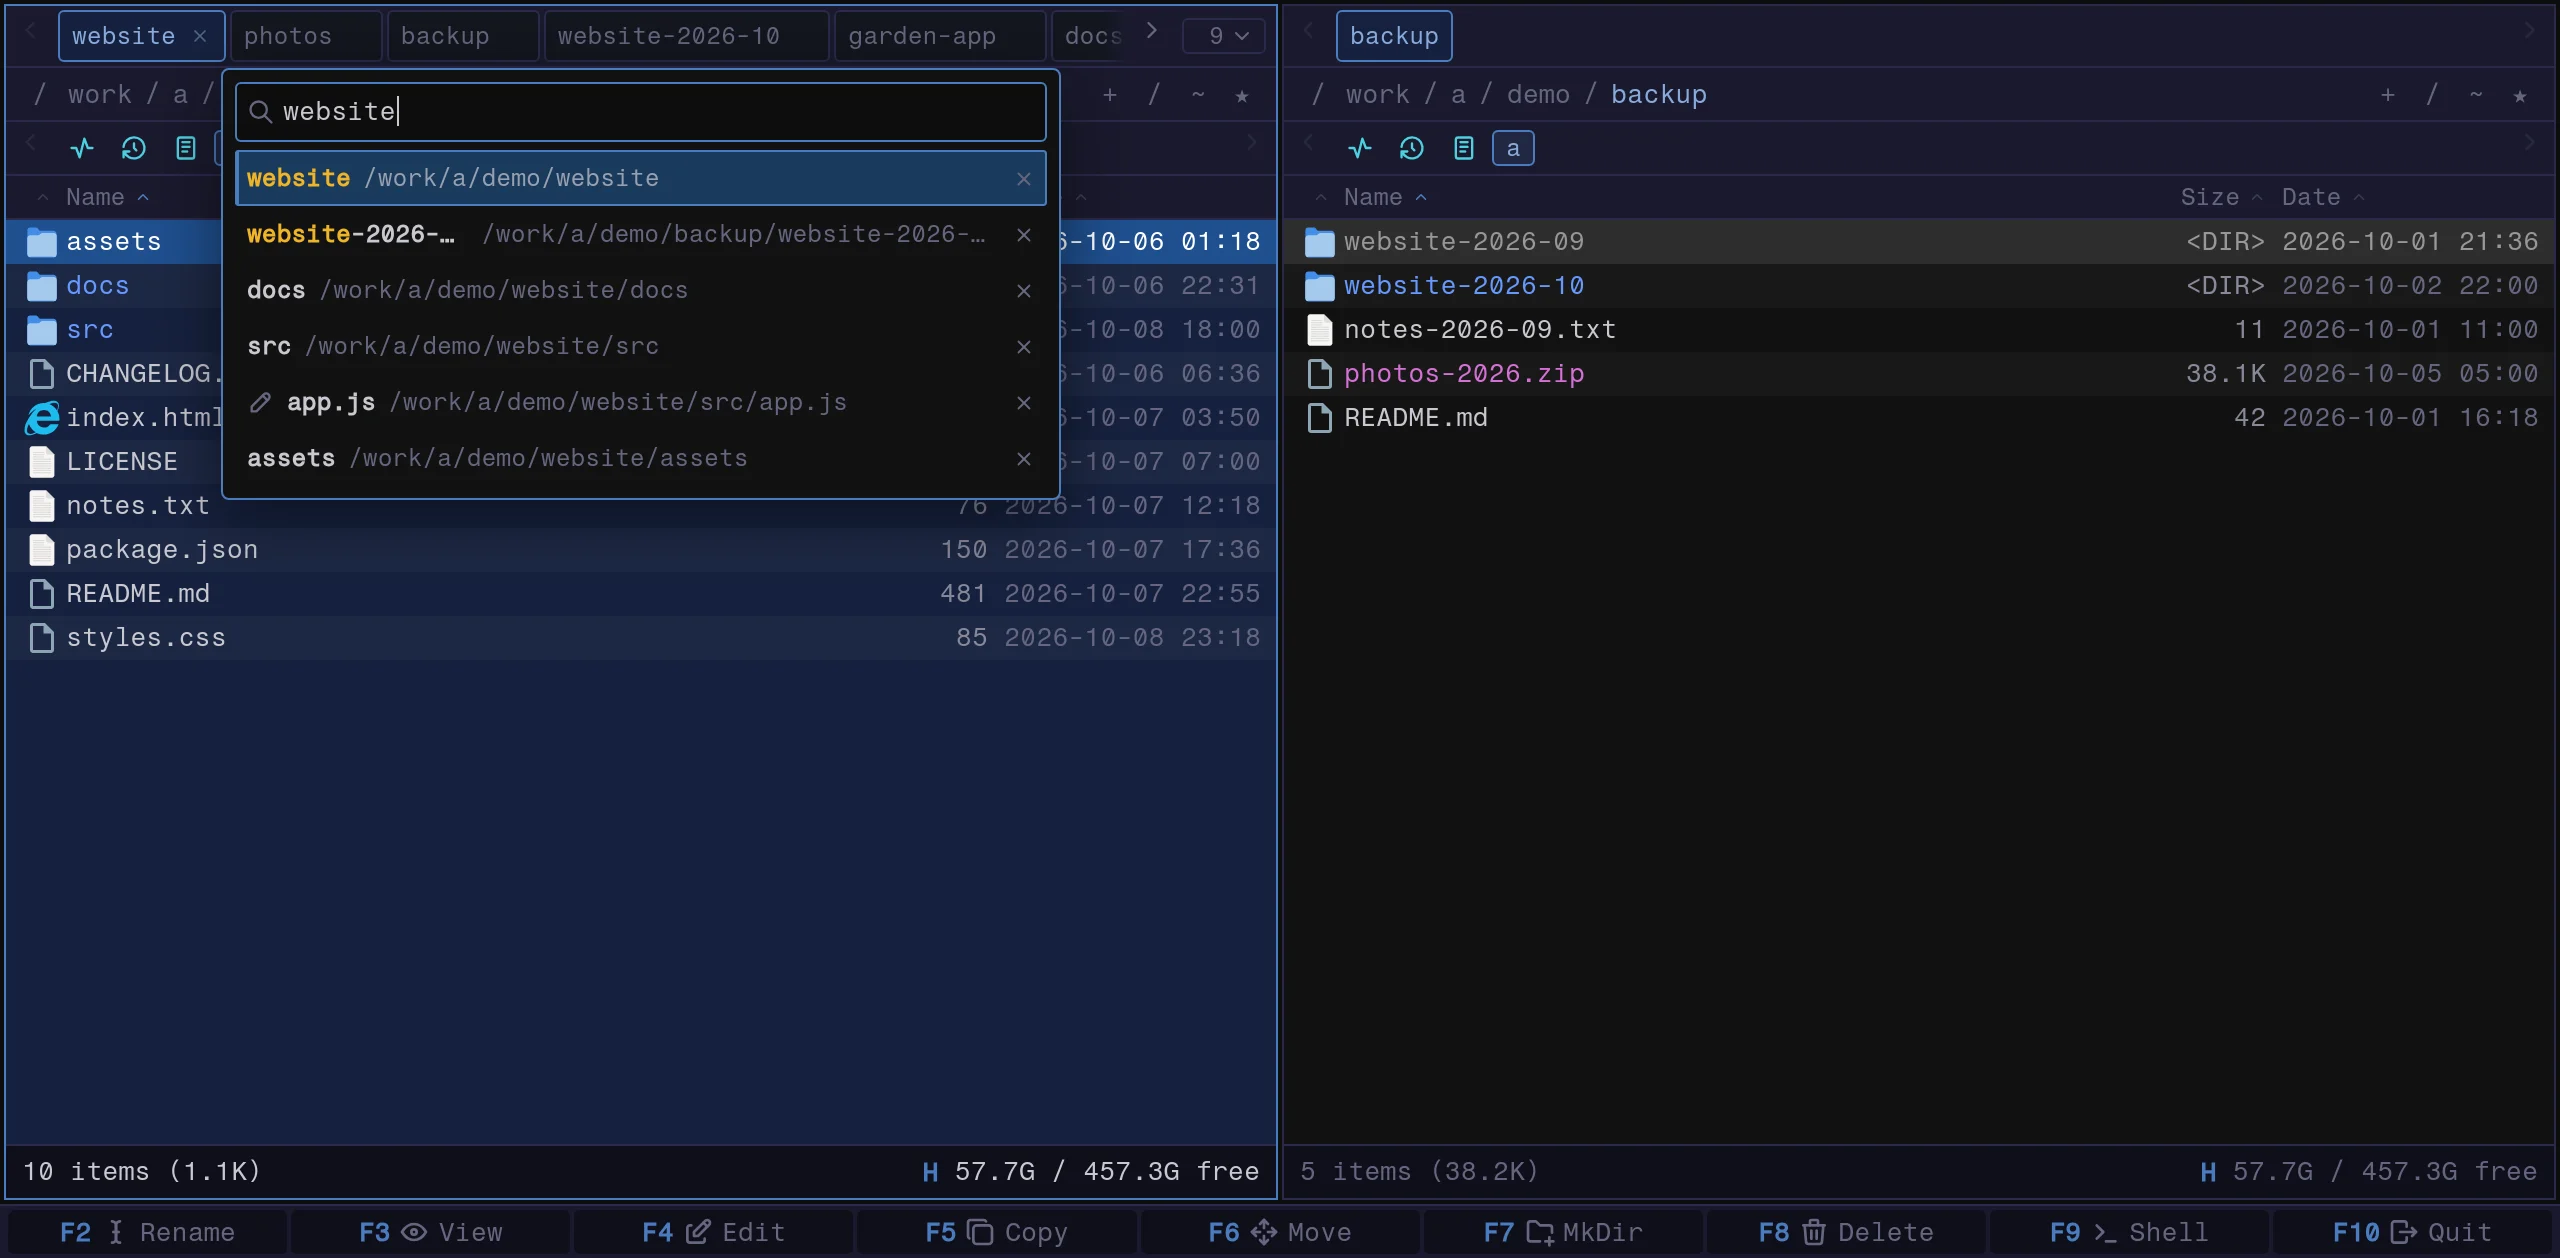 website × photos backup website-2026-10 garden-app docs 9
/ work / a / + / ~ ★
website
website /work/a/demo/website ×
website-2026-… /work/a/demo/backup/website-2026-… ×
docs /work/a/demo/website/docs ×
src /work/a/demo/website/src ×
app.js /work/a/demo/website/src/app.js ×
assets /work/a/demo/website/assets ×
Name
assets 6-10-06 01:18
docs 6-10-06 22:31
src 6-10-08 18:00
CHANGELOG. 6-10-06 06:36
index.html 6-10-07 03:50
LICENSE 6-10-07 07:00
notes.txt 76 2026-10-07 12:18
package.json 150 2026-10-07 17:36
README.md 481 2026-10-07 22:55
styles.css 85 2026-10-08 23:18
10 items (1.1K) H 57.7G / 457.3G free
backup
/ work / a / demo / backup + / ~ ★
a
Name Size Date
website-2026-09 <DIR> 2026-10-01 21:36
website-2026-10 <DIR> 2026-10-02 22:00
notes-2026-09.txt 11 2026-10-01 11:00
photos-2026.zip 38.1K 2026-10-05 05:00
README.md 42 2026-10-01 16:18
5 items (38.2K) H 57.7G / 457.3G free
F2 Rename F3 View F4 Edit F5 Copy F6 Move F7 MkDir F8 Delete F9 Shell F10 Quit